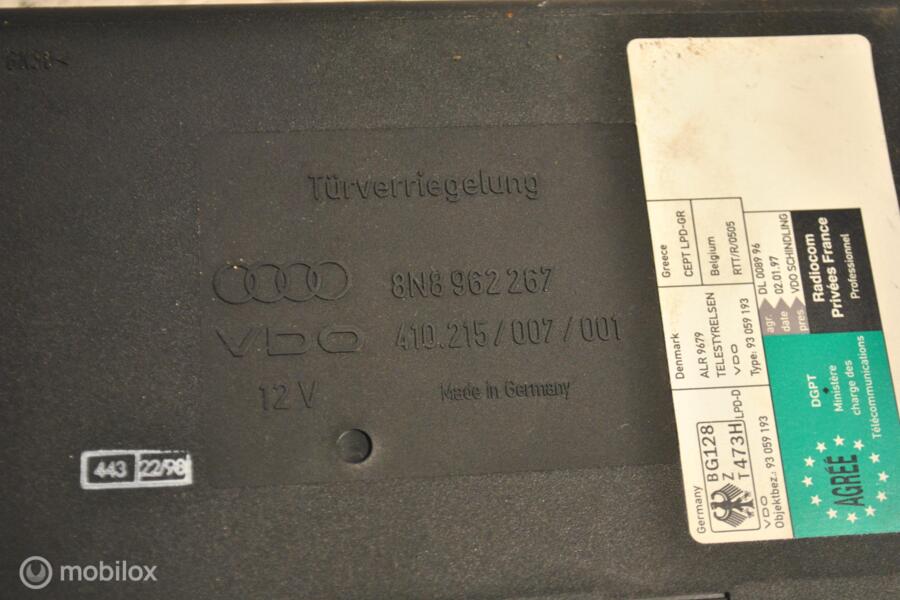 Türverriegelung
8N8 962 267
VDO 410.215/007/001
12 V Made in Germany
443 22/98
Greece
CEPT LPD-GR
Belgium
RTT/R/0505
Denmark
ALR 9679
TELESTYRELSEN
VDO
Type: 93 059 193
Germany
BG128
Z
T473H LPD-D
VDO
Objektbez.: 93 059 193
agr. DL 0089 96
date 02.01.97
pres. VDO SCHINDLING
Radiocom
Privées France
Professionnel
DGPT
Ministère
charge des
Télécommunications
AGRÉÉ
mobilox